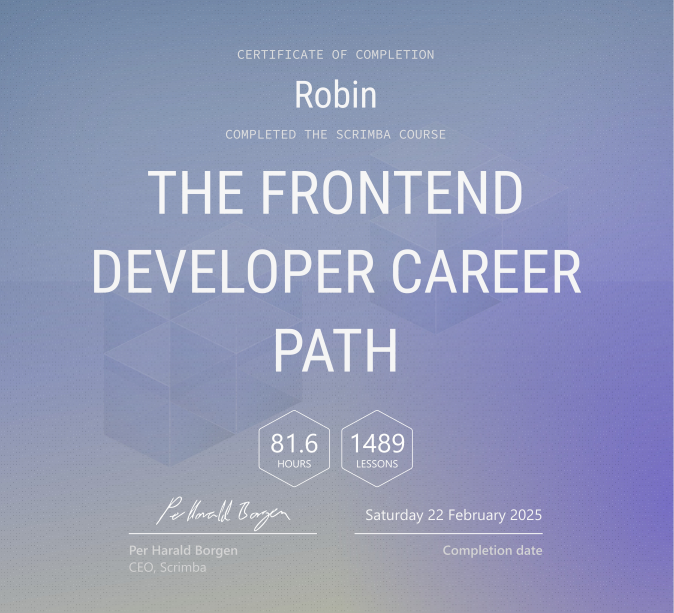 CERTIFICATE OF COMPLETION
Robin
COMPLETED THE SCRIMBA COURSE
THE FRONTEND
DEVELOPER CAREER
PATH
81.6 1489
HOURS LESSONS
Per Harald Borgen Saturday 22 February 2025
Per Harald Borgen Completion date
CEO, Scrimba